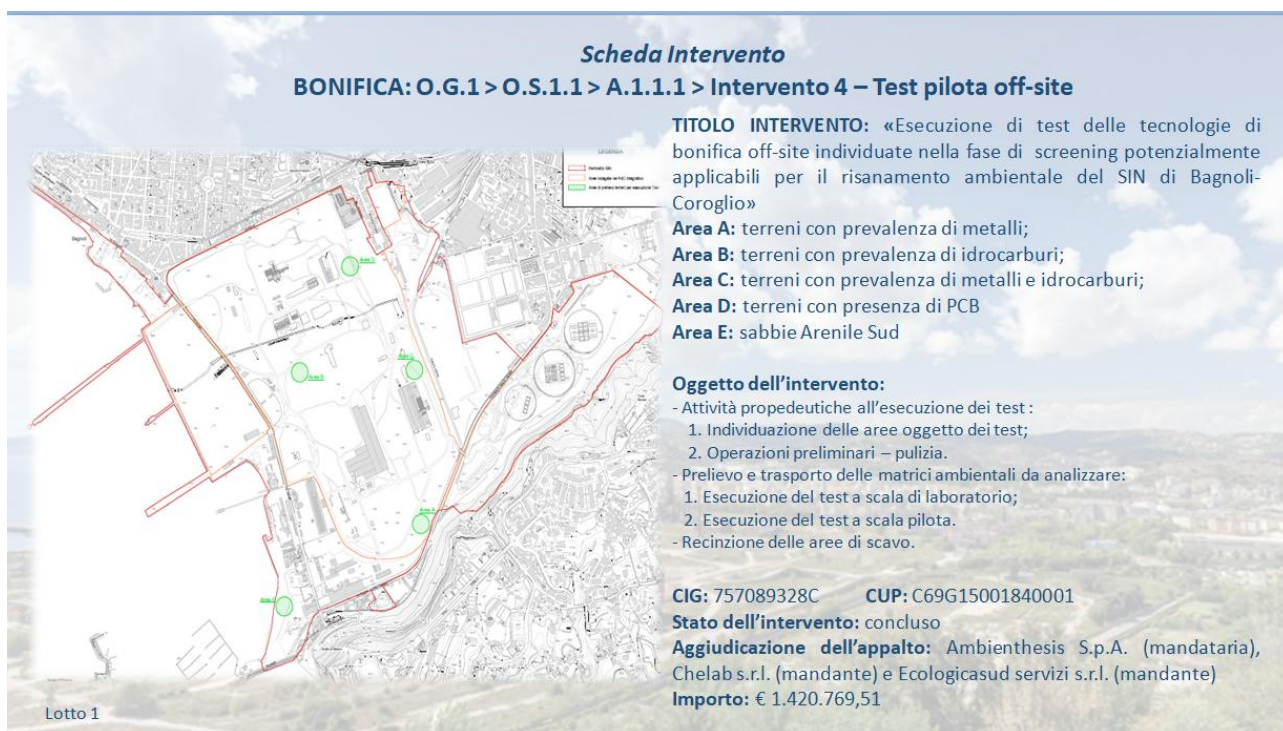 Scheda Intervento
BONIFICA: O.G.1 > O.S.1.1 > A.1.1.1 > Intervento 4 – Test pilota off-site
TITOLO INTERVENTO: «Esecuzione di test delle tecnologie di
bonifica off-site individuate nella fase di screening potenzialmente
applicabili per il risanamento ambientale del SIN di Bagnoli-
Coroglio»
Area A: terreni con prevalenza di metalli;
Area B: terreni con prevalenza di idrocarburi;
Area C: terreni con prevalenza di metalli e idrocarburi;
Area D: terreni con presenza di PCB
Area E: sabbie Arenile Sud
Oggetto dell’intervento:
- Attività propedeutiche all’esecuzione dei test :
1. Individuazione delle aree oggetto dei test;
2. Operazioni preliminari – pulizia.
- Prelievo e trasporto delle matrici ambientali da analizzare:
1. Esecuzione del test a scala di laboratorio;
2. Esecuzione del test a scala pilota.
- Recinzione delle aree di scavo.
CIG: 757089328C CUP: C69G15001840001
Stato dell’intervento: concluso
Aggiudicazione dell’appalto: Ambienthesis S.p.A. (mandataria),
Chelab s.r.l. (mandante) e Ecologicasud servizi s.r.l. (mandante)
Importo: € 1.420.769,51
LEGENDA
Bagnoli
Lotto 1